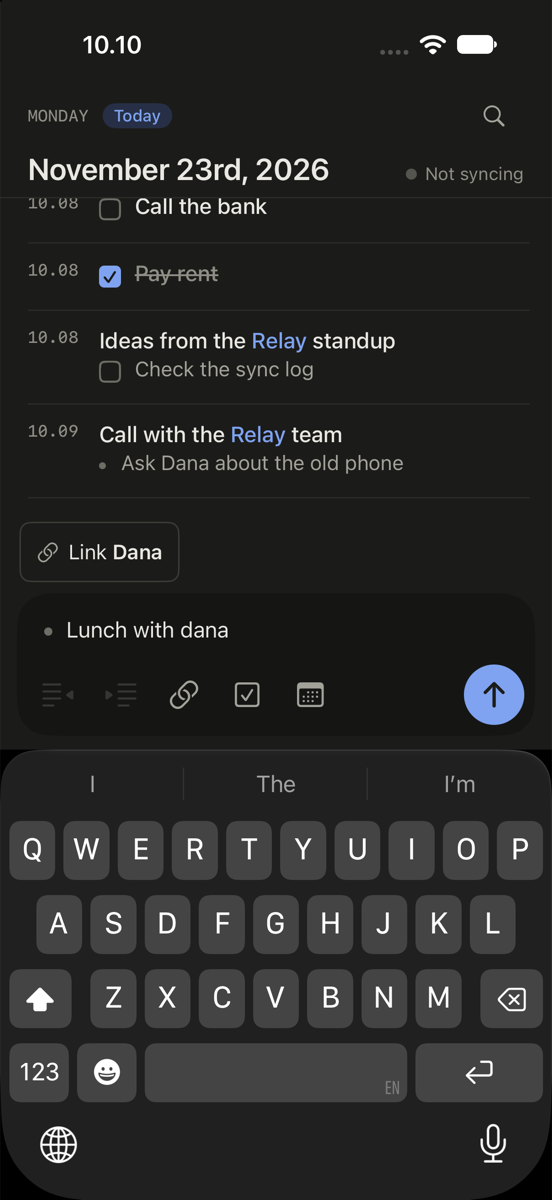 10.10
MONDAY Today
November 23rd, 2026
Not syncing
10.08 Call the bank
10.08 Pay rent
10.08 Ideas from the Relay standup
Check the sync log
10.09 Call with the Relay team
Ask Dana about the old phone
Link Dana
Lunch with dana
I The I’m
Q W E R T Y U I O P
A S D F G H J K L
Z X C V B N M
123 EN